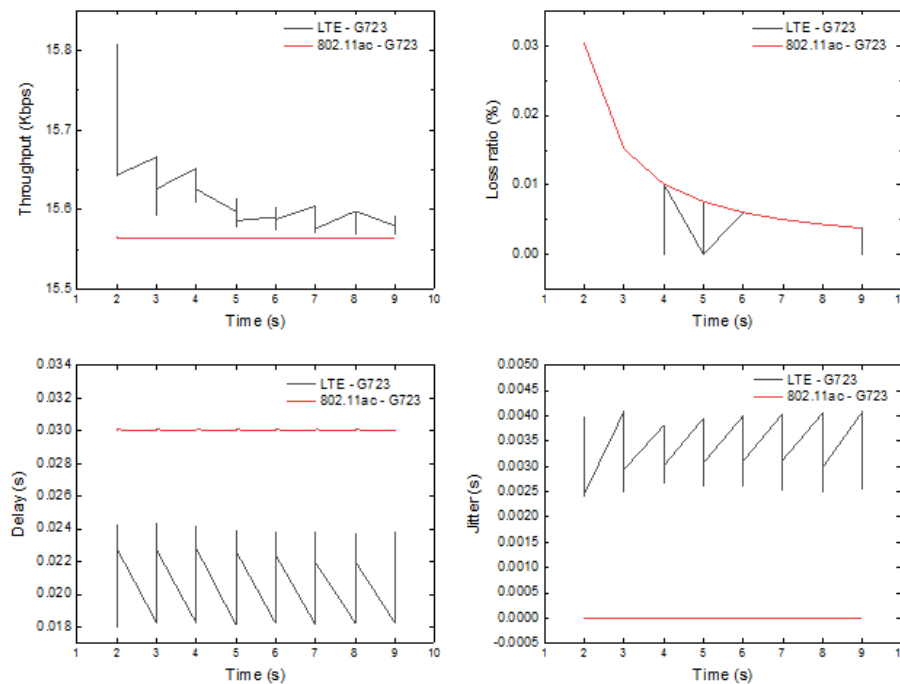 LTE - G723
802.11ac - G723
15.8
15.7
15.6
15.5
Throughput (Kbps)
1 2 3 4 5 6 7 8 9 10
Time (s)
LTE - G723
802.11ac - G723
0.03
0.02
0.01
0.00
Loss ratio (%)
1 2 3 4 5 6 7 8 9 10
Time (s)
LTE - G723
802.11ac - G723
0.034
0.032
0.030
0.028
0.026
0.024
0.022
0.020
0.018
Delay (s)
1 2 3 4 5 6 7 8 9 10
Time (s)
LTE - G723
802.11ac - G723
0.0050
0.0045
0.0040
0.0035
0.0030
0.0025
0.0020
0.0015
0.0010
0.0005
0.0000
-0.0005
Jitter (s)
1 2 3 4 5 6 7 8 9 10
Time (s)